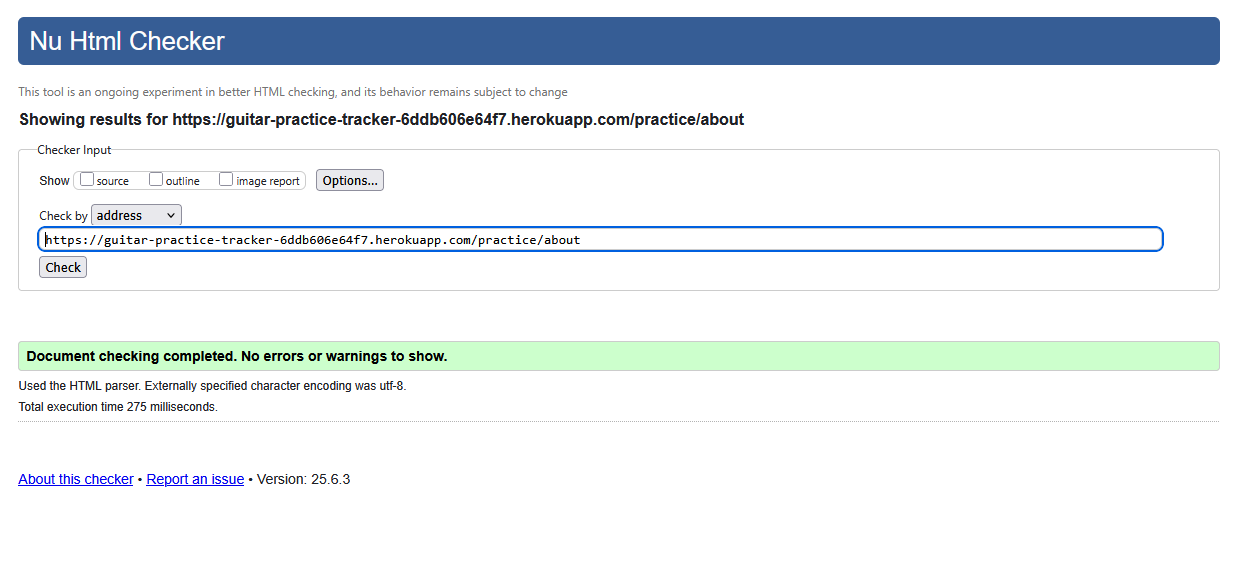 Nu Html Checker
This tool is an ongoing experiment in better HTML checking, and its behavior remains subject to change
Showing results for https://guitar-practice-tracker-6ddb606e64f7.herokuapp.com/practice/about
Checker Input
Show source outline image report Options...
Check by address
https://guitar-practice-tracker-6ddb606e64f7.herokuapp.com/practice/about
Check
Document checking completed. No errors or warnings to show.
Used the HTML parser. Externally specified character encoding was utf-8.
Total execution time 275 milliseconds.
About this checker • Report an issue • Version: 25.6.3